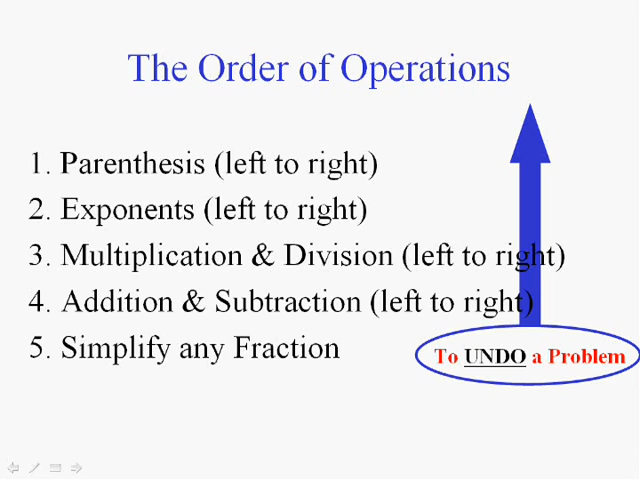 The Order of Operations
1. Parenthesis (left to right)
2. Exponents (left to right)
3. Multiplication & Division (left to right)
4. Addition & Subtraction (left to right)
5. Simplify any Fraction
To UNDO a Problem